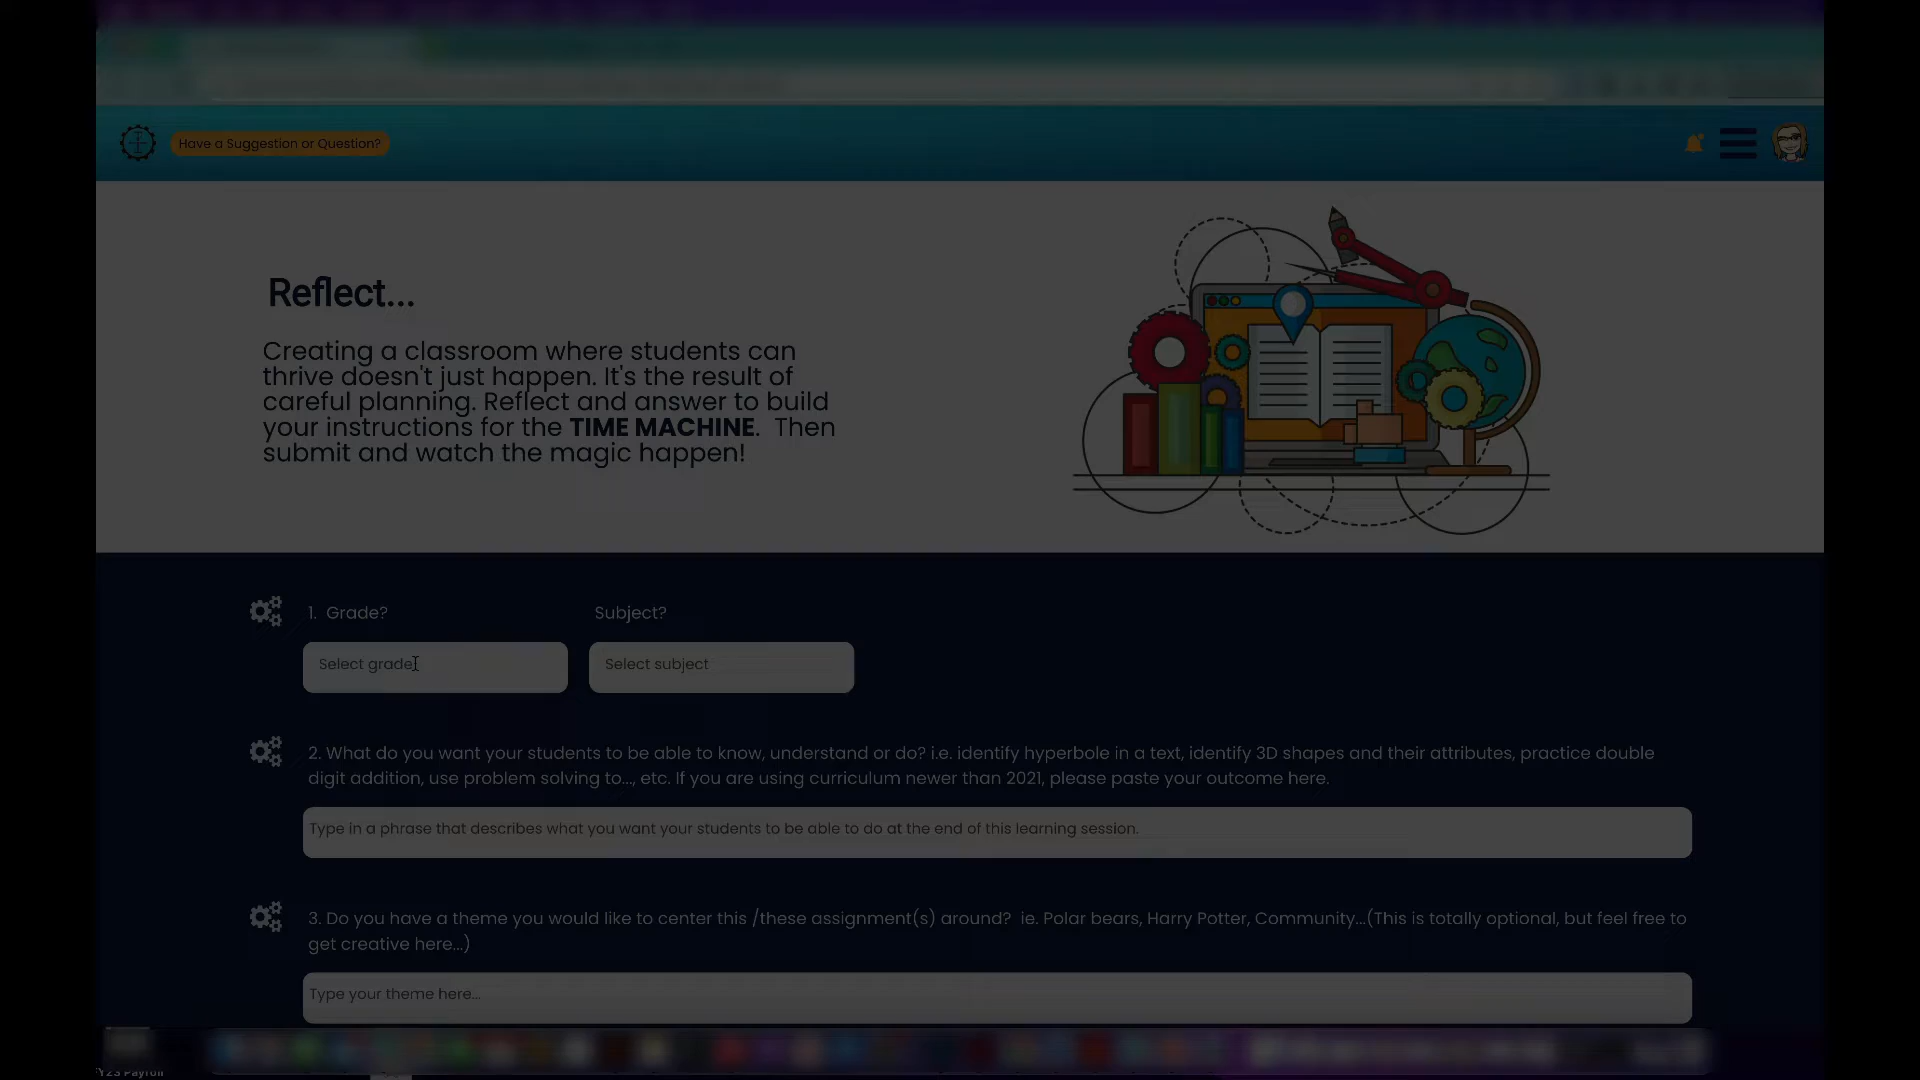 Have a Suggestion or Question?
Reflect...
Creating a classroom where students can
thrive doesn't just happen. It's the result of
careful planning. Reflect and answer to build
your instructions for the TIME MACHINE.  Then
submit and watch the magic happen!
1.  Grade?
Subject?
Select grade
Select subject
2. What do you want your students to be able to know, understand or do? i.e. identify hyperbole in a text, identify 3D shapes and their attributes, practice double
digit addition, use problem solving to..., etc. If you are using curriculum newer than 2021, please paste your outcome here.
Type in a phrase that describes what you want your students to be able to do at the end of this learning session.
3. Do you have a theme you would like to center this /these assignment(s) around?  ie. Polar bears, Harry Potter, Community...(This is totally optional, but feel free to
get creative here...)
Type your theme here...
Payroll